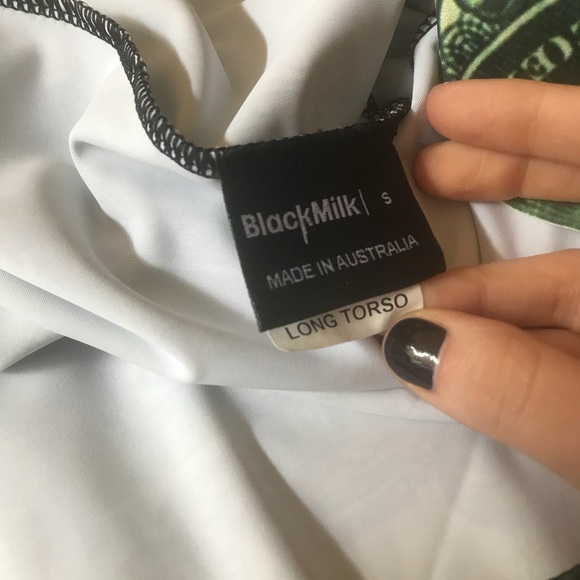 BlackMilk| S
MADE IN AUSTRALIA
LONG TORSO